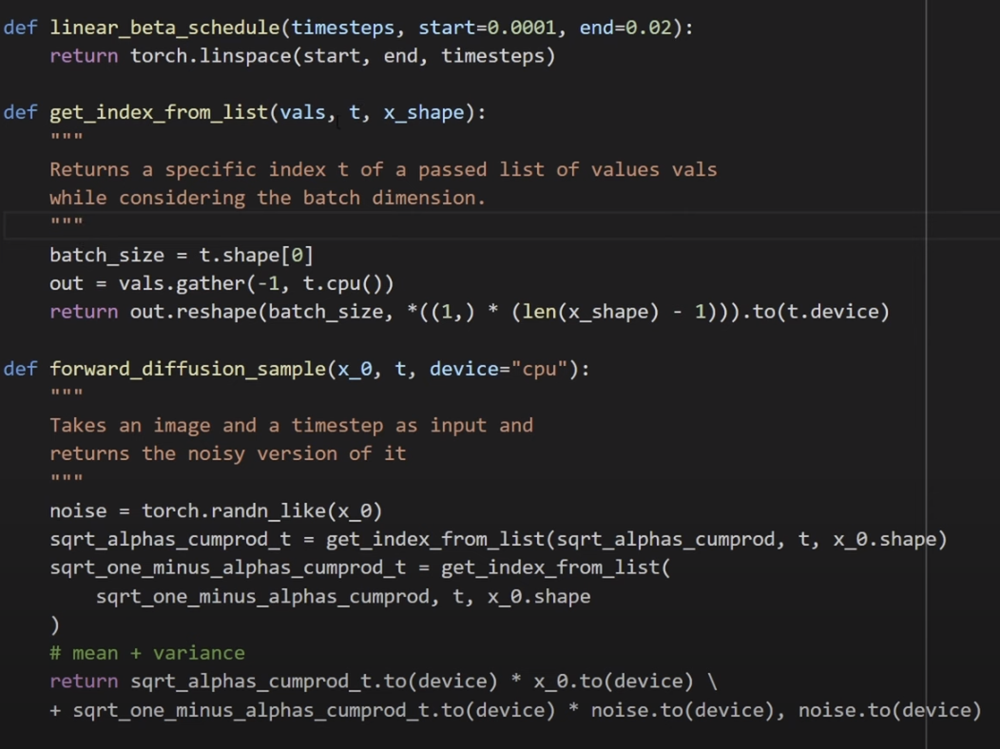 def linear_beta_schedule(timesteps, start=0.0001, end=0.02):
    return torch.linspace(start, end, timesteps)

def get_index_from_list(vals, t, x_shape):
    """
    Returns a specific index t of a passed list of values vals
    while considering the batch dimension.
    """
    batch_size = t.shape[0]
    out = vals.gather(-1, t.cpu())
    return out.reshape(batch_size, *((1,) * (len(x_shape) - 1))).to(t.device)

def forward_diffusion_sample(x_0, t, device="cpu"):
    """
    Takes an image and a timestep as input and
    returns the noisy version of it
    """
    noise = torch.randn_like(x_0)
    sqrt_alphas_cumprod_t = get_index_from_list(sqrt_alphas_cumprod, t, x_0.shape)
    sqrt_one_minus_alphas_cumprod_t = get_index_from_list(
        sqrt_one_minus_alphas_cumprod, t, x_0.shape
    )
    # mean + variance
    return sqrt_alphas_cumprod_t.to(device) * x_0.to(device) \
    + sqrt_one_minus_alphas_cumprod_t.to(device) * noise.to(device), noise.to(device)